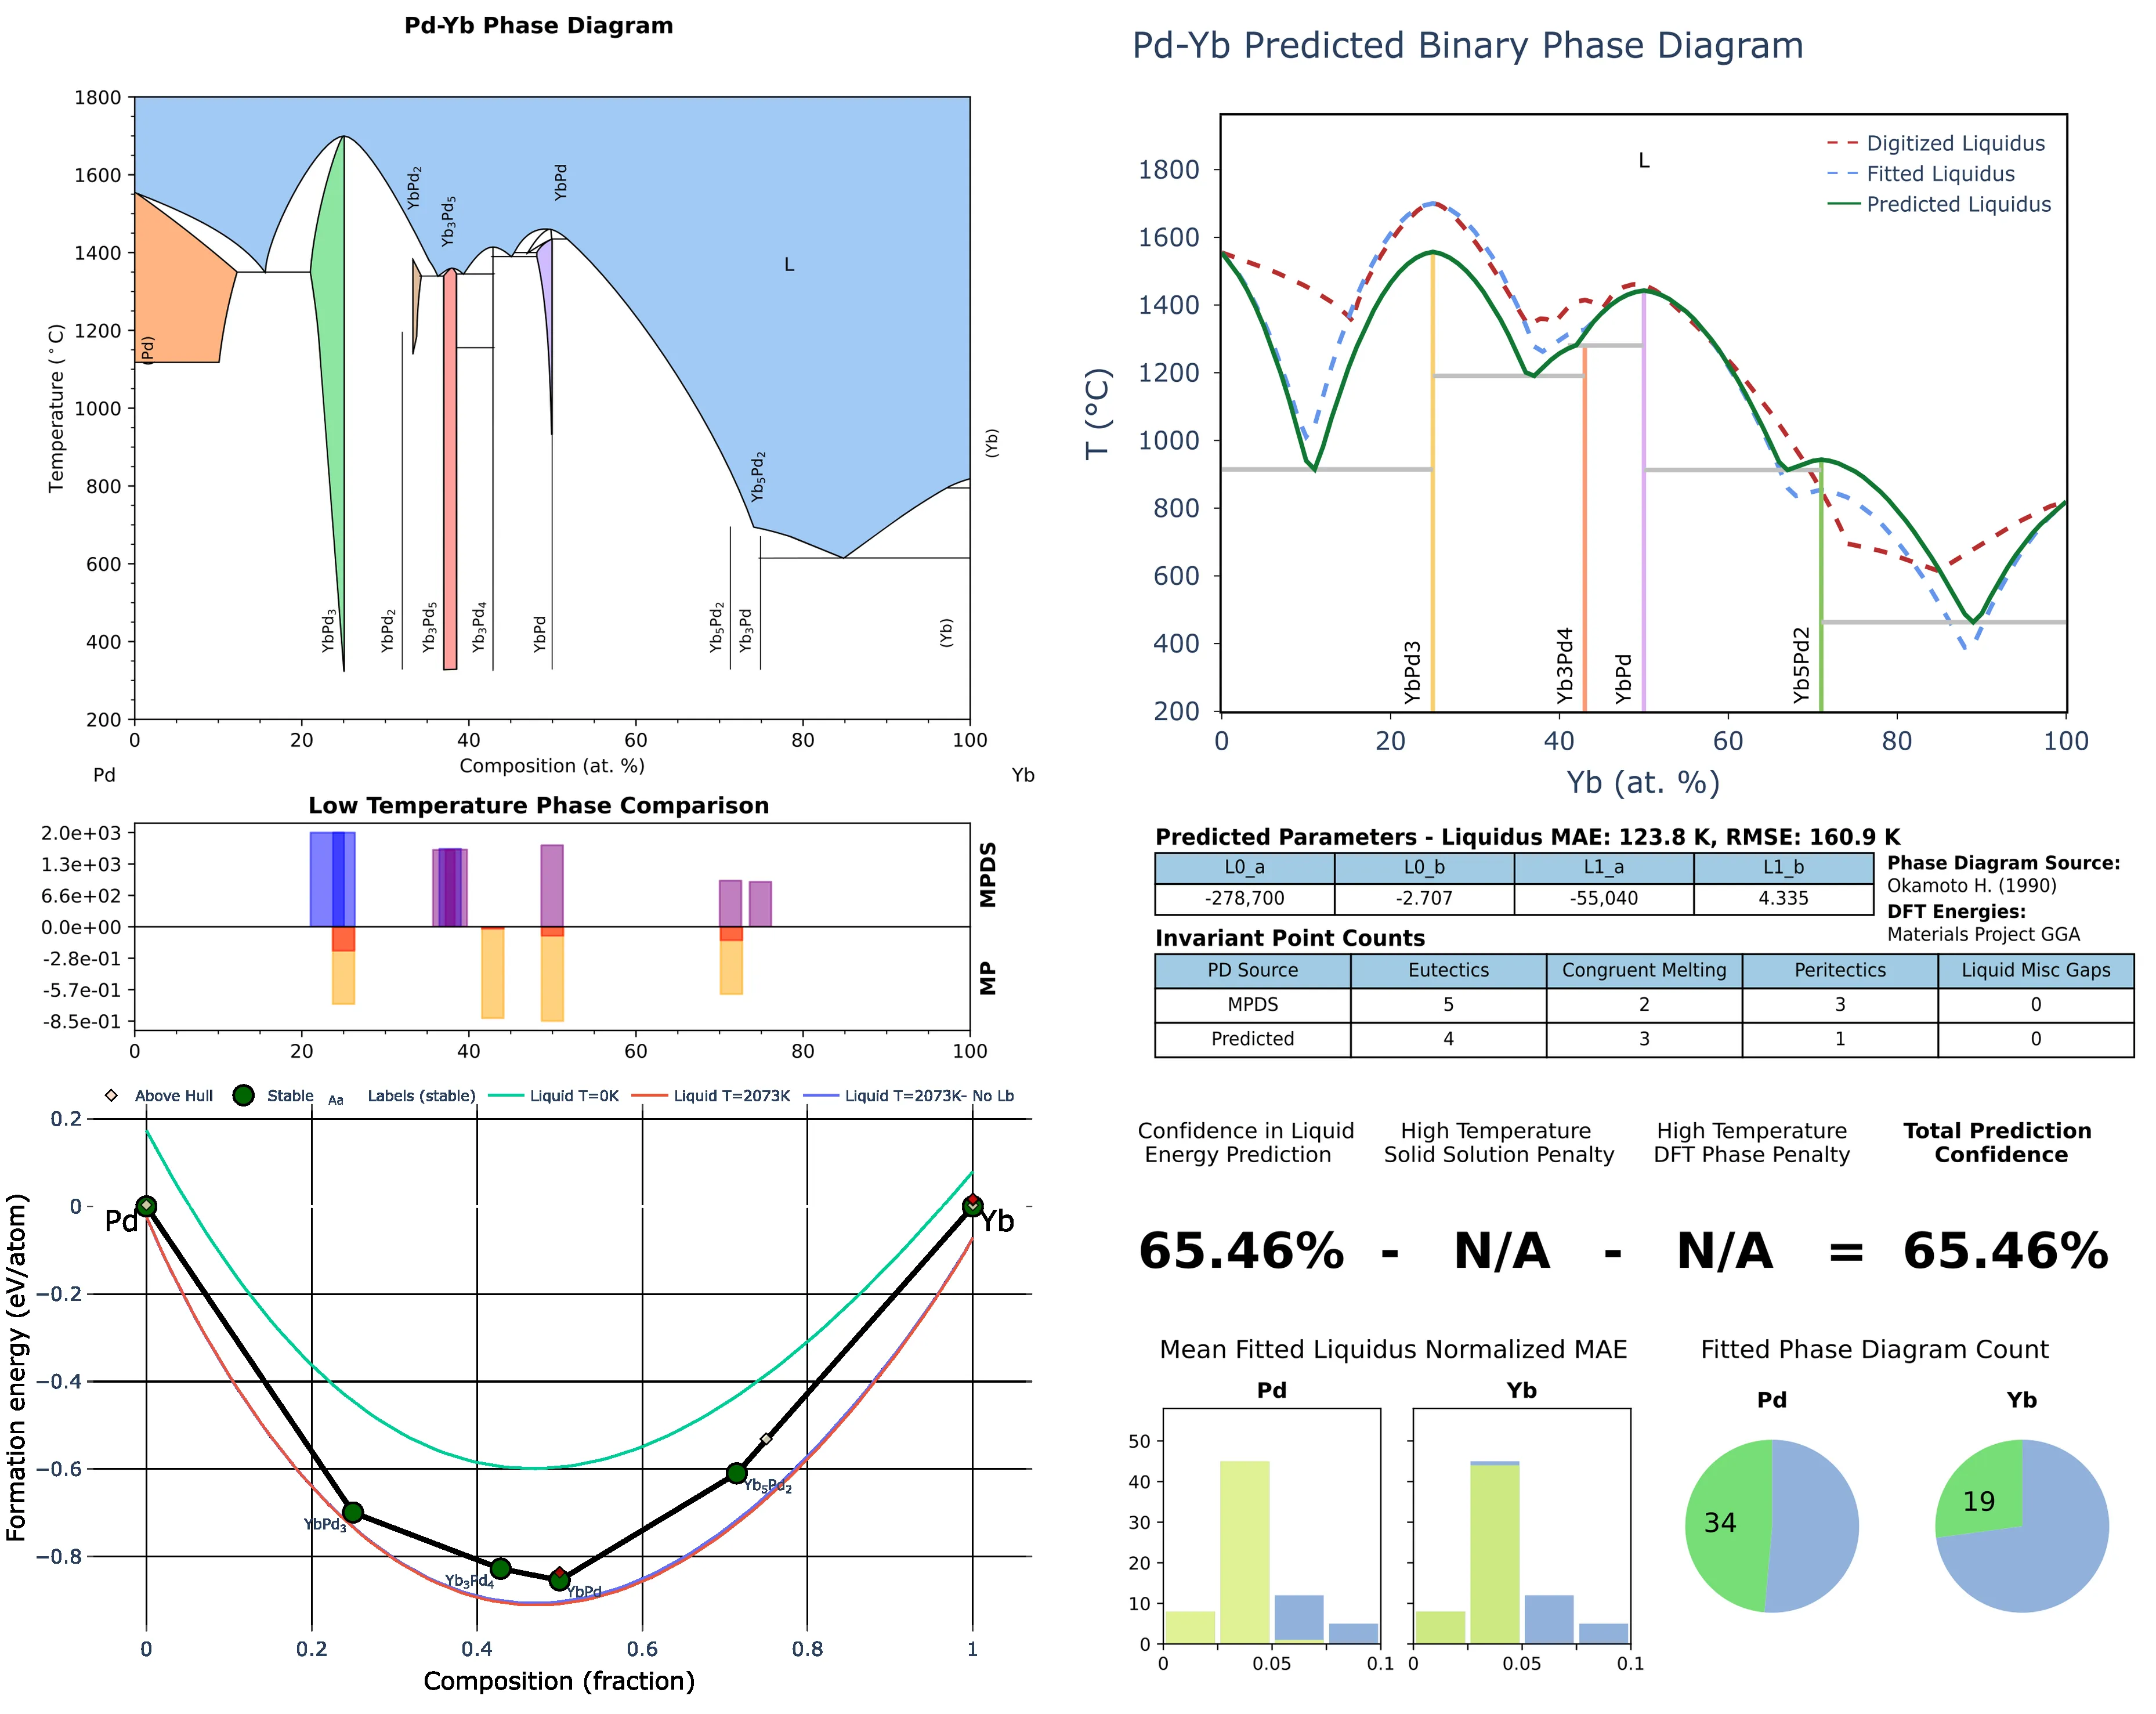 Pd-Yb Phase Diagram
1800
1600
1400
1200
1000
800
600
400
200
Temperature (°C)
0
20
40
60
80
100
Composition (at. %)
Pd
Yb
L
YbPd2
Yb3Pd5
YbPd
Yb5Pd2
(Yb)
Pd)
YbPd3
YbPd2
Yb3Pd5
Yb3Pd4
YbPd
Yb5Pd2
Yb3Pd
(Yb)
Low Temperature Phase Comparison
2.0e+03
1.3e+03
6.6e+02
0.0e+00
-2.8e-01
-5.7e-01
-8.5e-01
MPDS
MP
0
20
40
60
80
100
Above Hull
Stable
Aa
Labels (stable)
Liquid T=0K
Liquid T=2073K
Liquid T=2073K- No Lb
0.2
0
−0.2
−0.4
−0.6
−0.8
Formation energy (eV/atom)
Pd
Yb
YbPd3
Yb3Pd4
YbPd
Yb5Pd2
0
0.2
0.4
0.6
0.8
1
Composition (fraction)
Pd-Yb Predicted Binary Phase Diagram
L
Digitized Liquidus
Fitted Liquidus
Predicted Liquidus
1800
1600
1400
1200
1000
800
600
400
200
T (°C)
YbPd3
Yb3Pd4
YbPd
Yb5Pd2
0
20
40
60
80
100
Yb (at. %)
Predicted Parameters - Liquidus MAE: 123.8 K, RMSE: 160.9 K
L0_a L0_b L1_a L1_b
-278,700 -2.707 -55,040 4.335
Phase Diagram Source:
Okamoto H. (1990)
DFT Energies:
Materials Project GGA
Invariant Point Counts
PD Source Eutectics Congruent Melting Peritectics Liquid Misc Gaps
MPDS 5 2 3 0
Predicted 4 3 1 0
Confidence in Liquid
Energy Prediction
High Temperature
Solid Solution Penalty
High Temperature
DFT Phase Penalty
Total Prediction
Confidence
65.46% - N/A - N/A = 65.46%
Mean Fitted Liquidus Normalized MAE
Pd
Yb
50
40
30
20
10
0
0
0.05
0.1
0
0.05
0.1
Fitted Phase Diagram Count
Pd
Yb
34
19